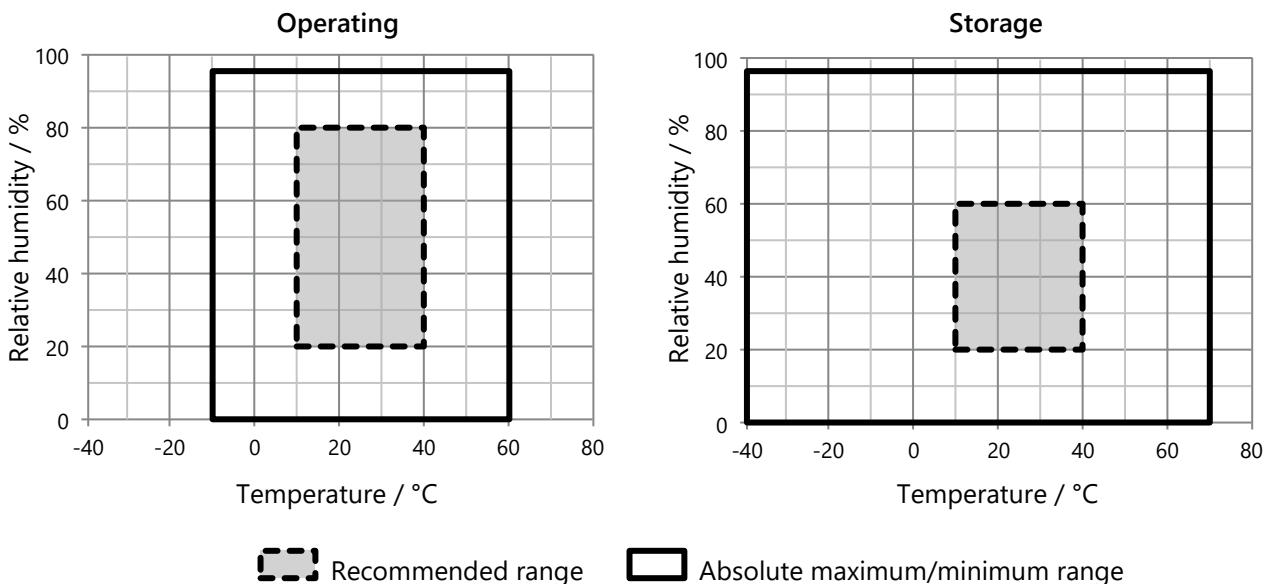 Operating
100
80
60
40
20
0
-40 -20 0 20 40 60 80
Relative humidity / %
Temperature / °C
Storage
100
80
60
40
20
0
-40 -20 0 20 40 60 80
Relative humidity / %
Temperature / °C
Recommended range
Absolute maximum/minimum range